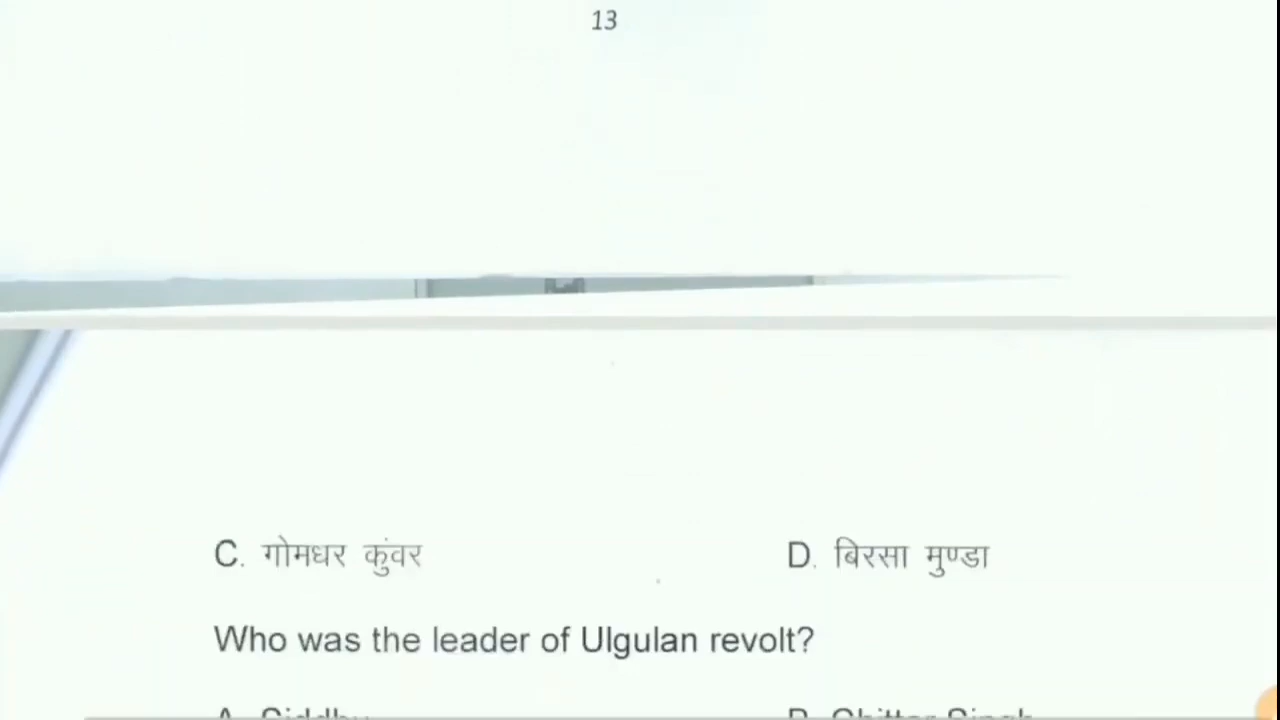 13
C. गोमधर कुंवर D. बिरसा मुण्डा
Who was the leader of Ulgulan revolt?